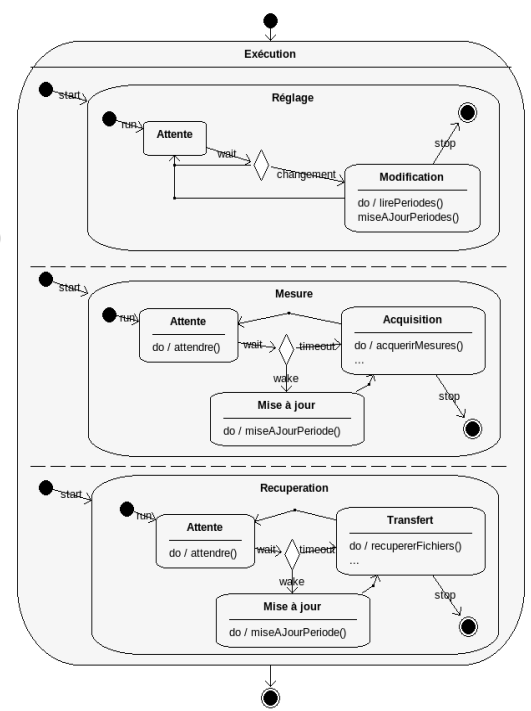 Exécution
start
Réglage
run
Attente
wait
changement
stop
Modification
do / lirePeriodes()
miseAJourPeriodes()
start
Mesure
run
Attente
do / attendre()
wait
timeout
Acquisition
do / acquerirMesures()
...
wake
stop
Mise à jour
do / miseAJourPeriode()
start
Recuperation
run
Attente
do / attendre()
wait
timeout
Transfert
do / recupererFichiers()
...
wake
stop
Mise à jour
do / miseAJourPeriode()